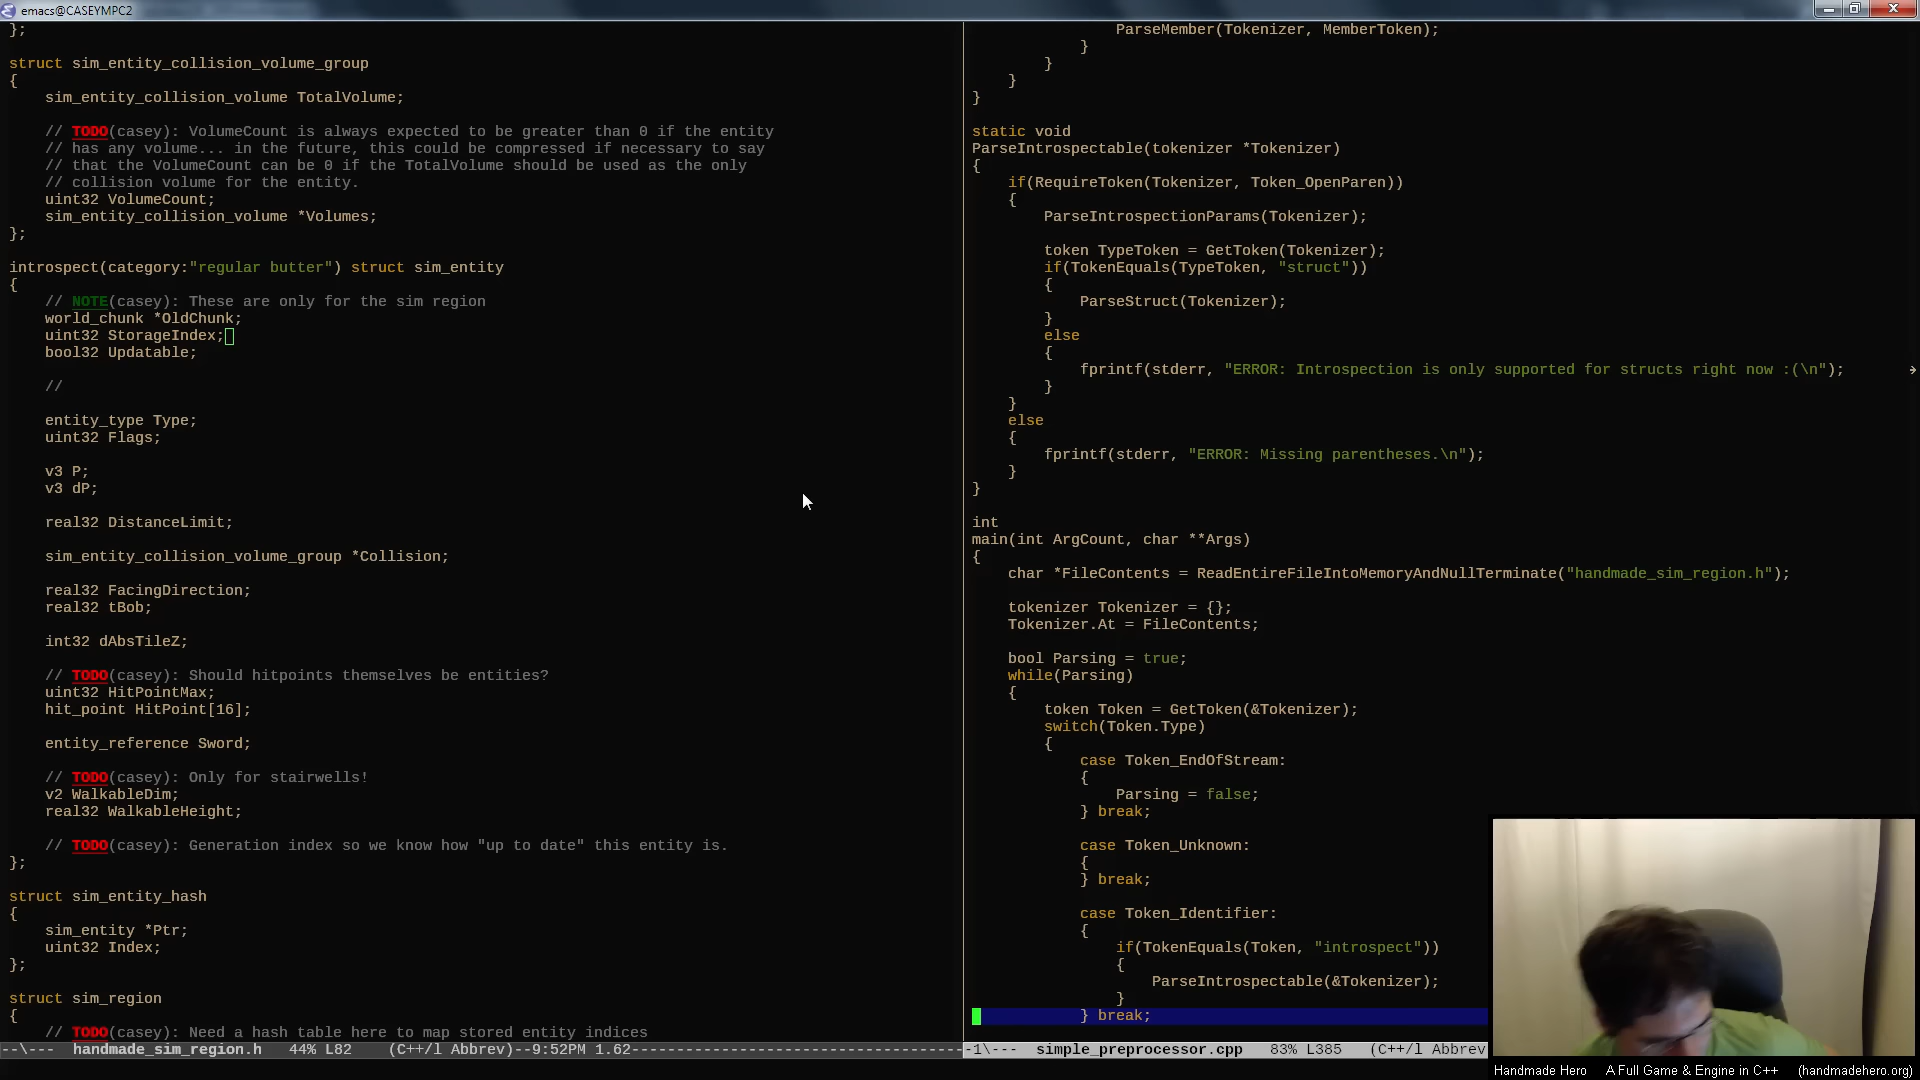 emacs@CASEYMPC2
};
struct sim_entity_collision_volume_group
{
    sim_entity_collision_volume TotalVolume;
    // TODO(casey): VolumeCount is always expected to be greater than 0 if the entity
    // has any volume... in the future, this could be compressed if necessary to say
    // that the VolumeCount can be 0 if the TotalVolume should be used as the only
    // collision volume for the entity.
    uint32 VolumeCount;
    sim_entity_collision_volume *Volumes;
};
introspect(category:"regular butter") struct sim_entity
{
    // NOTE(casey): These are only for the sim region
    world_chunk *OldChunk;
    uint32 StorageIndex;
    bool32 Updatable;
    //
    entity_type Type;
    uint32 Flags;
    v3 P;
    v3 dP;
    real32 DistanceLimit;
    sim_entity_collision_volume_group *Collision;
    real32 FacingDirection;
    real32 tBob;
    int32 dAbsTileZ;
    // TODO(casey): Should hitpoints themselves be entities?
    uint32 HitPointMax;
    hit_point HitPoint[16];
    entity_reference Sword;
    // TODO(casey): Only for stairwells!
    v2 WalkableDim;
    real32 WalkableHeight;
    // TODO(casey): Generation index so we know how "up to date" this entity is.
};
struct sim_entity_hash
{
    sim_entity *Ptr;
    uint32 Index;
};
struct sim_region
{
    // TODO(casey): Need a hash table here to map stored entity indices
--\---  handmade_sim_region.h   44% L82    (C++/l Abbrev)--9:52PM 1.62-------------------------------------
                ParseMember(Tokenizer, MemberToken);
            }
        }
    }
}
static void
ParseIntrospectable(tokenizer *Tokenizer)
{
    if(RequireToken(Tokenizer, Token_OpenParen))
    {
        ParseIntrospectionParams(Tokenizer);
        token TypeToken = GetToken(Tokenizer);
        if(TokenEquals(TypeToken, "struct"))
        {
            ParseStruct(Tokenizer);
        }
        else
        {
            fprintf(stderr, "ERROR: Introspection is only supported for structs right now :(\n");
        }
    }
    else
    {
        fprintf(stderr, "ERROR: Missing parentheses.\n");
    }
}
int
main(int ArgCount, char **Args)
{
    char *FileContents = ReadEntireFileIntoMemoryAndNullTerminate("handmade_sim_region.h");
    tokenizer Tokenizer = {};
    Tokenizer.At = FileContents;
    bool Parsing = true;
    while(Parsing)
    {
        token Token = GetToken(&Tokenizer);
        switch(Token.Type)
        {
            case Token_EndOfStream:
            {
                Parsing = false;
            } break;
            case Token_Unknown:
            {
            } break;
            case Token_Identifier:
            {
                if(TokenEquals(Token, "introspect"))
                {
                    ParseIntrospectable(&Tokenizer);
                }
            } break;
-1\---  simple_preprocessor.cpp   83% L385   (C++/l Abbrev
Handmade Hero   A Full Game & Engine in C++   (handmadehero.org)